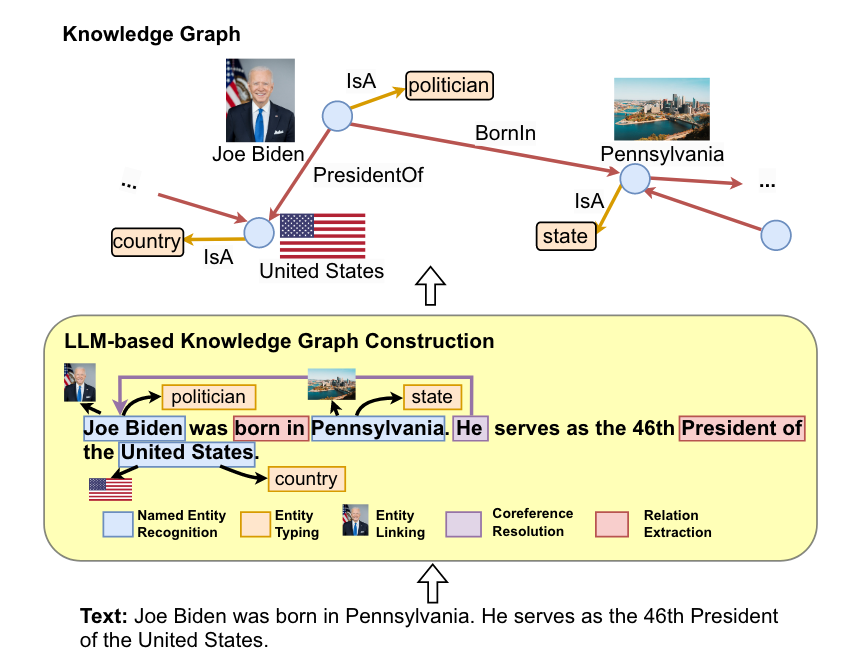 Knowledge Graph
IsA
politician
Joe Biden
BornIn
Pennsylvania
PresidentOf
...
...
IsA
country
state
IsA
United States
LLM-based Knowledge Graph Construction
politician
state
Joe Biden was born in Pennsylvania. He serves as the 46th President of
the United States.
country
Named Entity
Recognition
Entity
Typing
Entity
Linking
Coreference
Resolution
Relation
Extraction
Text: Joe Biden was born in Pennsylvania. He serves as the 46th President
of the United States.